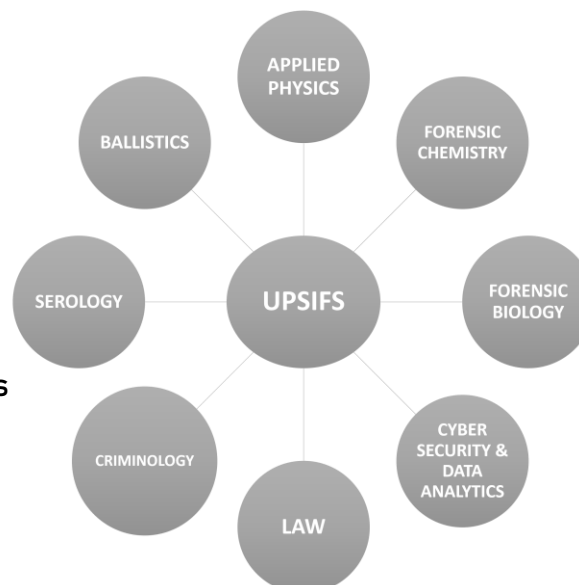 APPLIED
PHYSICS
BALLISTICS
FORENSIC
CHEMISTRY
SEROLOGY
UPSIFS
FORENSIC
BIOLOGY
S
CRIMINOLOGY
CYBER
SECURITY &
DATA
ANALYTICS
LAW